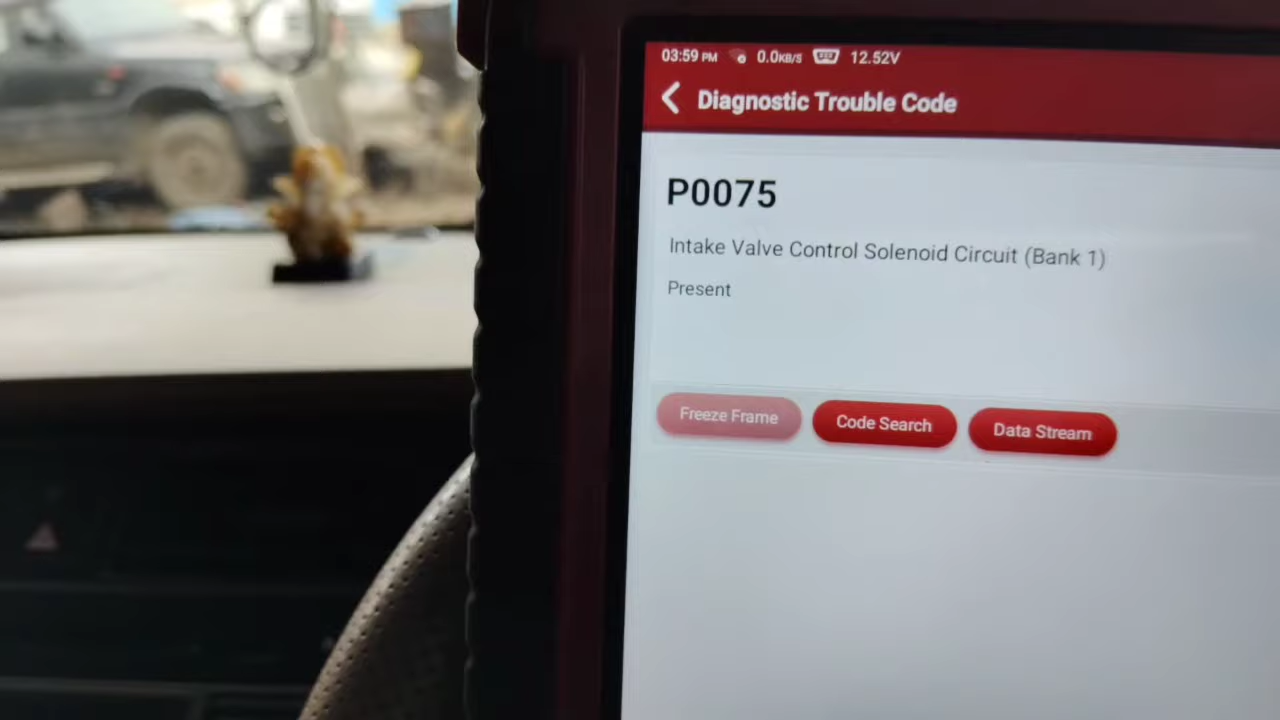 03:59 PM 0.0KB/S 12.52V
Diagnostic Trouble Code
P0075
Intake Valve Control Solenoid Circuit (Bank 1)
Present
Freeze Frame Code Search Data Stream